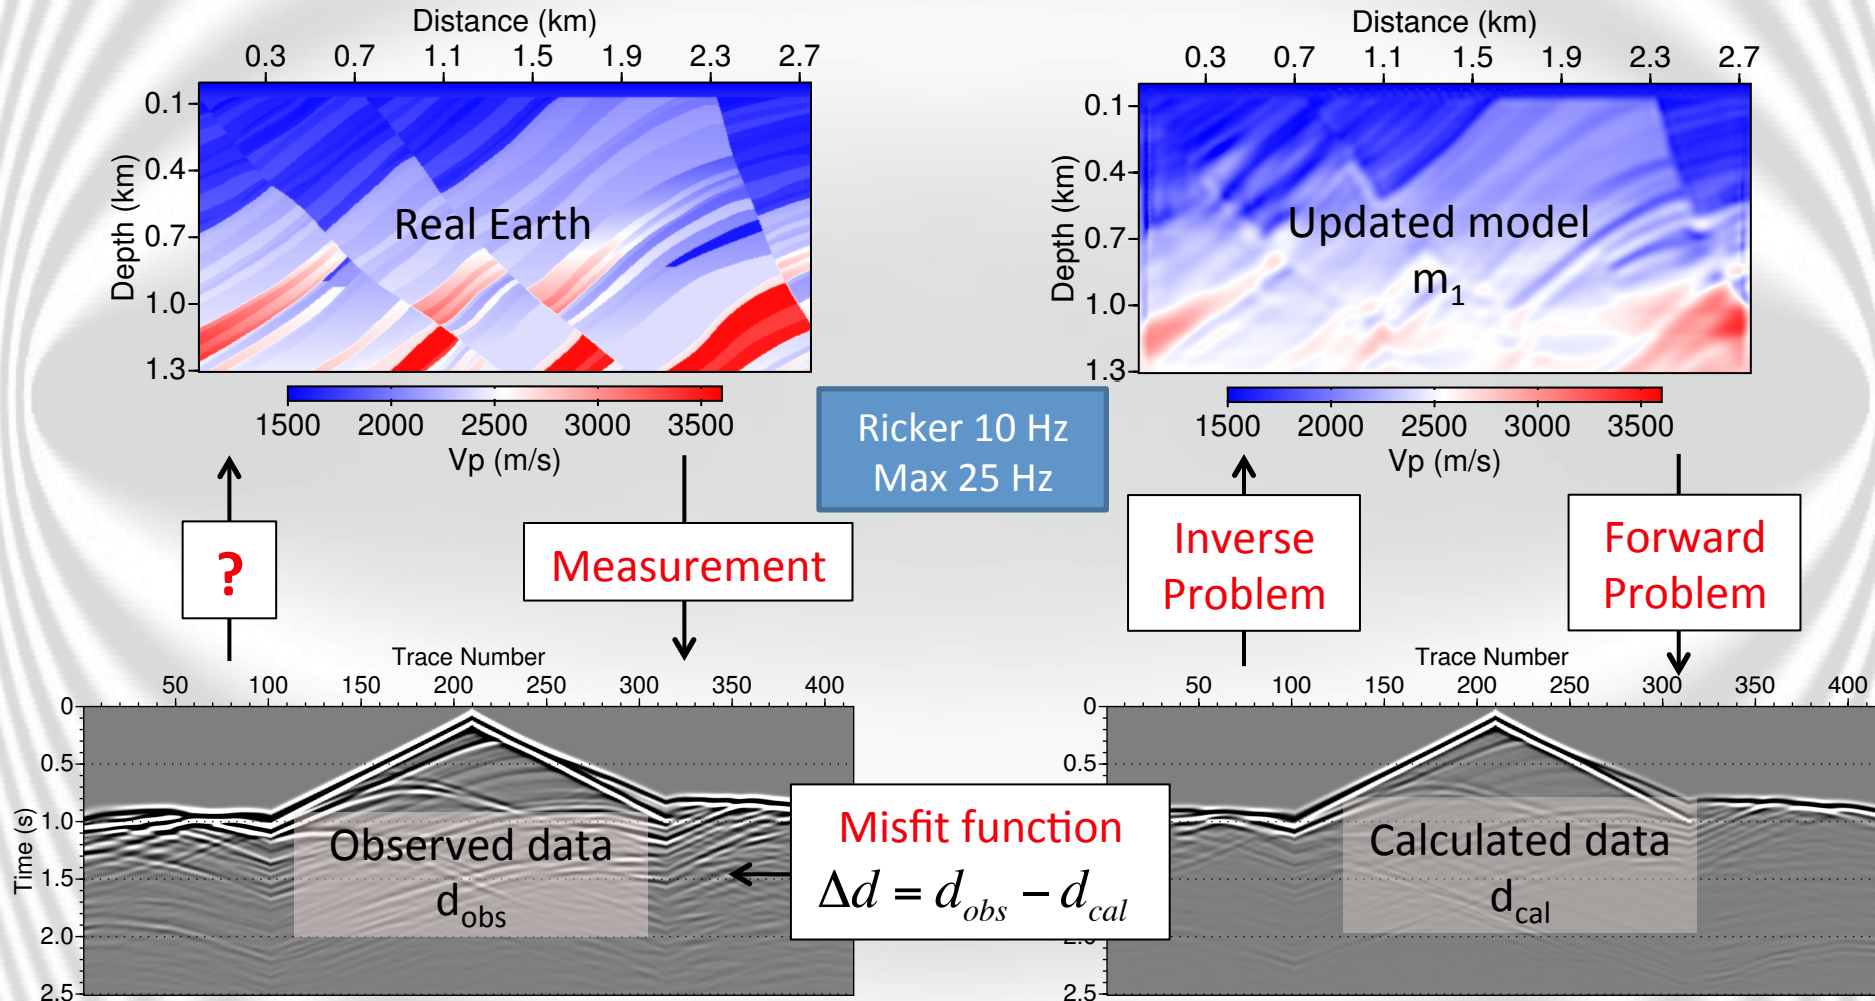 Distance (km)
0.3 0.7 1.1 1.5 1.9 2.3 2.7
Depth (km)
0.1
0.4
0.7
1.0
1.3
Real Earth
1500 2000 2500 3000 3500
Vp (m/s)
Distance (km)
0.3 0.7 1.1 1.5 1.9 2.3 2.7
Depth (km)
0.1
0.4
0.7
1.0
1.3
Updated model
m1
1500 2000 2500 3000 3500
Vp (m/s)
Ricker 10 Hz
Max 25 Hz
?
Measurement
Inverse
Problem
Forward
Problem
Trace Number
50 100 150 200 250 300 350 400
Time (s)
0
0.5
1.0
1.5
2.0
2.5
Observed data
dobs
Misfit function
Δd = dobs − dcal
Trace Number
50 100 150 200 250 300 350 400
0
0.5
2.5
Calculated data
dcal